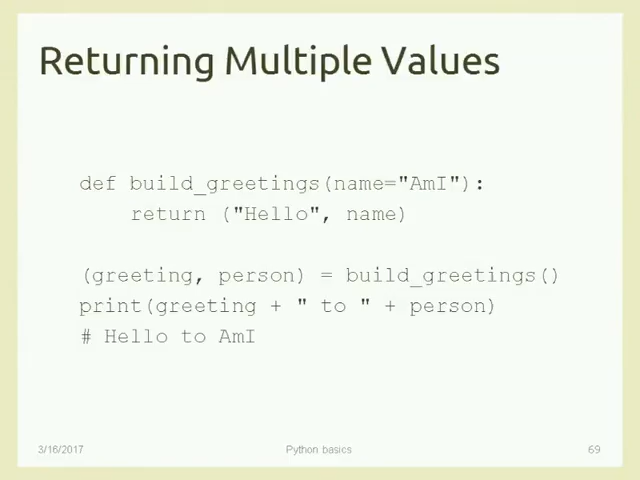 Returning Multiple Values
def build_greetings(name="AmI"):
    return ("Hello", name)
(greeting, person) = build_greetings()
print(greeting + " to " + person)
# Hello to AmI
3/16/2017 Python basics 69